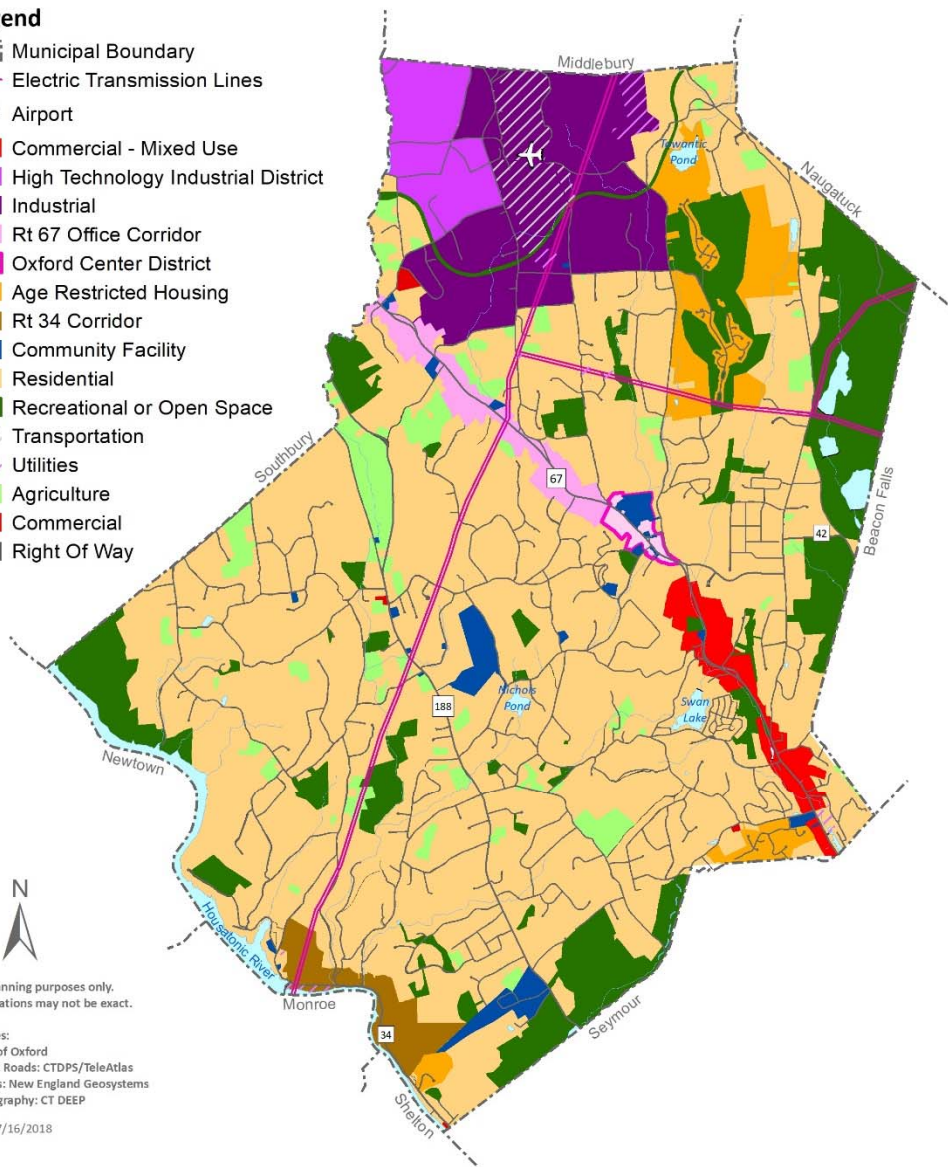 end
Municipal Boundary
Electric Transmission Lines
Airport
Commercial - Mixed Use
High Technology Industrial District
Industrial
Rt 67 Office Corridor
Oxford Center District
Age Restricted Housing
Rt 34 Corridor
Community Facility
Residential
Recreational or Open Space
Transportation
Utilities
Agriculture
Commercial
Right Of Way
Middlebury
Towantic
Pond
Naugatuck
Southbury
67
42
Beacon Falls
188
Nichols
Pond
Swan
Lake
Newtown
N
Housatonic River
Monroe
34
Seymour
Shelton
nning purposes only.
ations may not be exact.
es:
of Oxford
Roads: CTDPS/TeleAtlas
s: New England Geosystems
graphy: CT DEEP
/16/2018